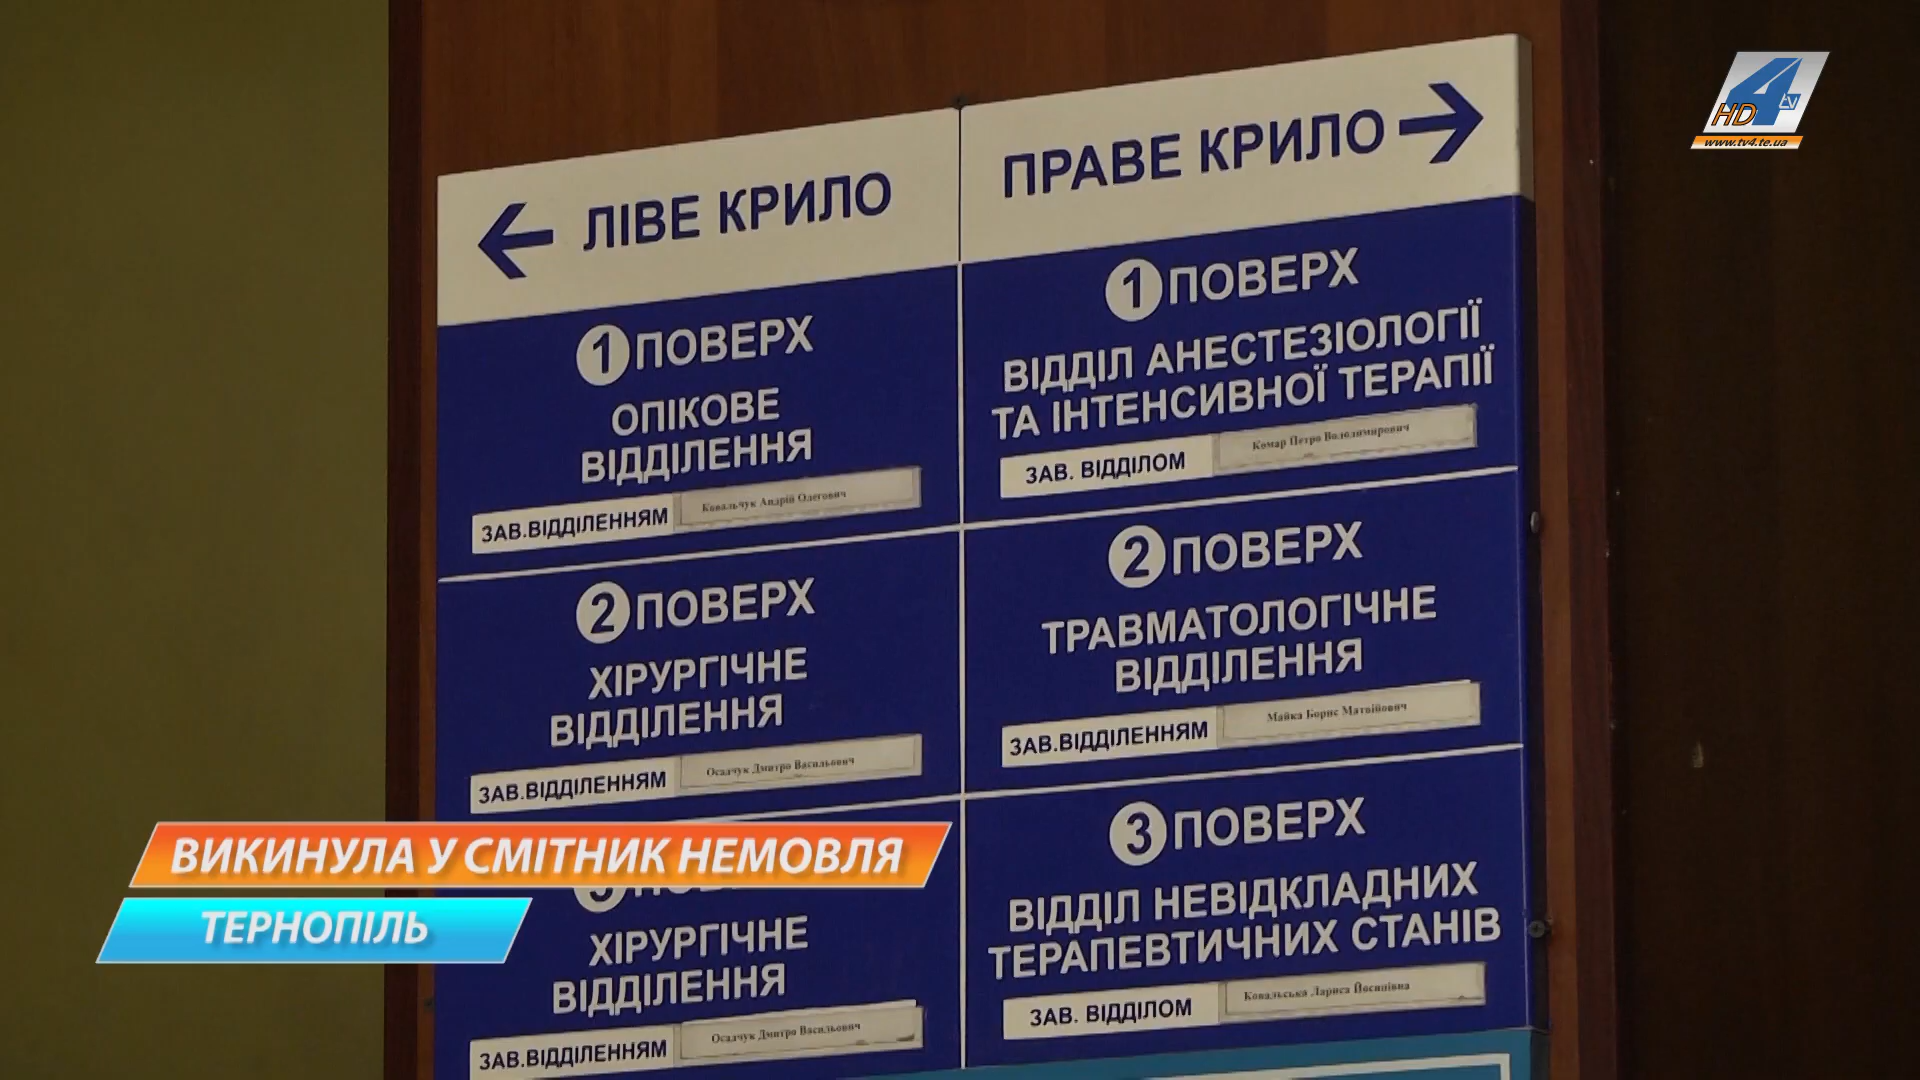 HD 4 tv
www.tv4.te.ua
ЛІВЕ КРИЛО
1 ПОВЕРХ
ОПІКОВЕ
ВІДДІЛЕННЯ
ЗАВ.ВІДДІЛЕННЯМ Ковальчук Андрій Олегович
2 ПОВЕРХ
ХІРУРГІЧНЕ
ВІДДІЛЕННЯ
ЗАВ.ВІДДІЛЕННЯМ Осадчук Дмитро Васильович
ХІРУРГІЧНЕ
ВІДДІЛЕННЯ
ЗАВ.ВІДДІЛЕННЯМ Осадчук Дмитро Васильович
ПРАВЕ КРИЛО
1 ПОВЕРХ
ВІДДІЛ АНЕСТЕЗІОЛОГІЇ
ТА ІНТЕНСИВНОЇ ТЕРАПІЇ
ЗАВ. ВІДДІЛОМ Комар Петро Володимирович
2 ПОВЕРХ
ТРАВМАТОЛОГІЧНЕ
ВІДДІЛЕННЯ
ЗАВ.ВІДДІЛЕННЯМ Майка Борис Матвійович
3 ПОВЕРХ
ВІДДІЛ НЕВІДКЛАДНИХ
ТЕРАПЕВТИЧНИХ СТАНІВ
ЗАВ. ВІДДІЛОМ Ковальська Лариса Йосипівна
ВИКИНУЛА У СМІТНИК НЕМОВЛЯ
ТЕРНОПІЛЬ